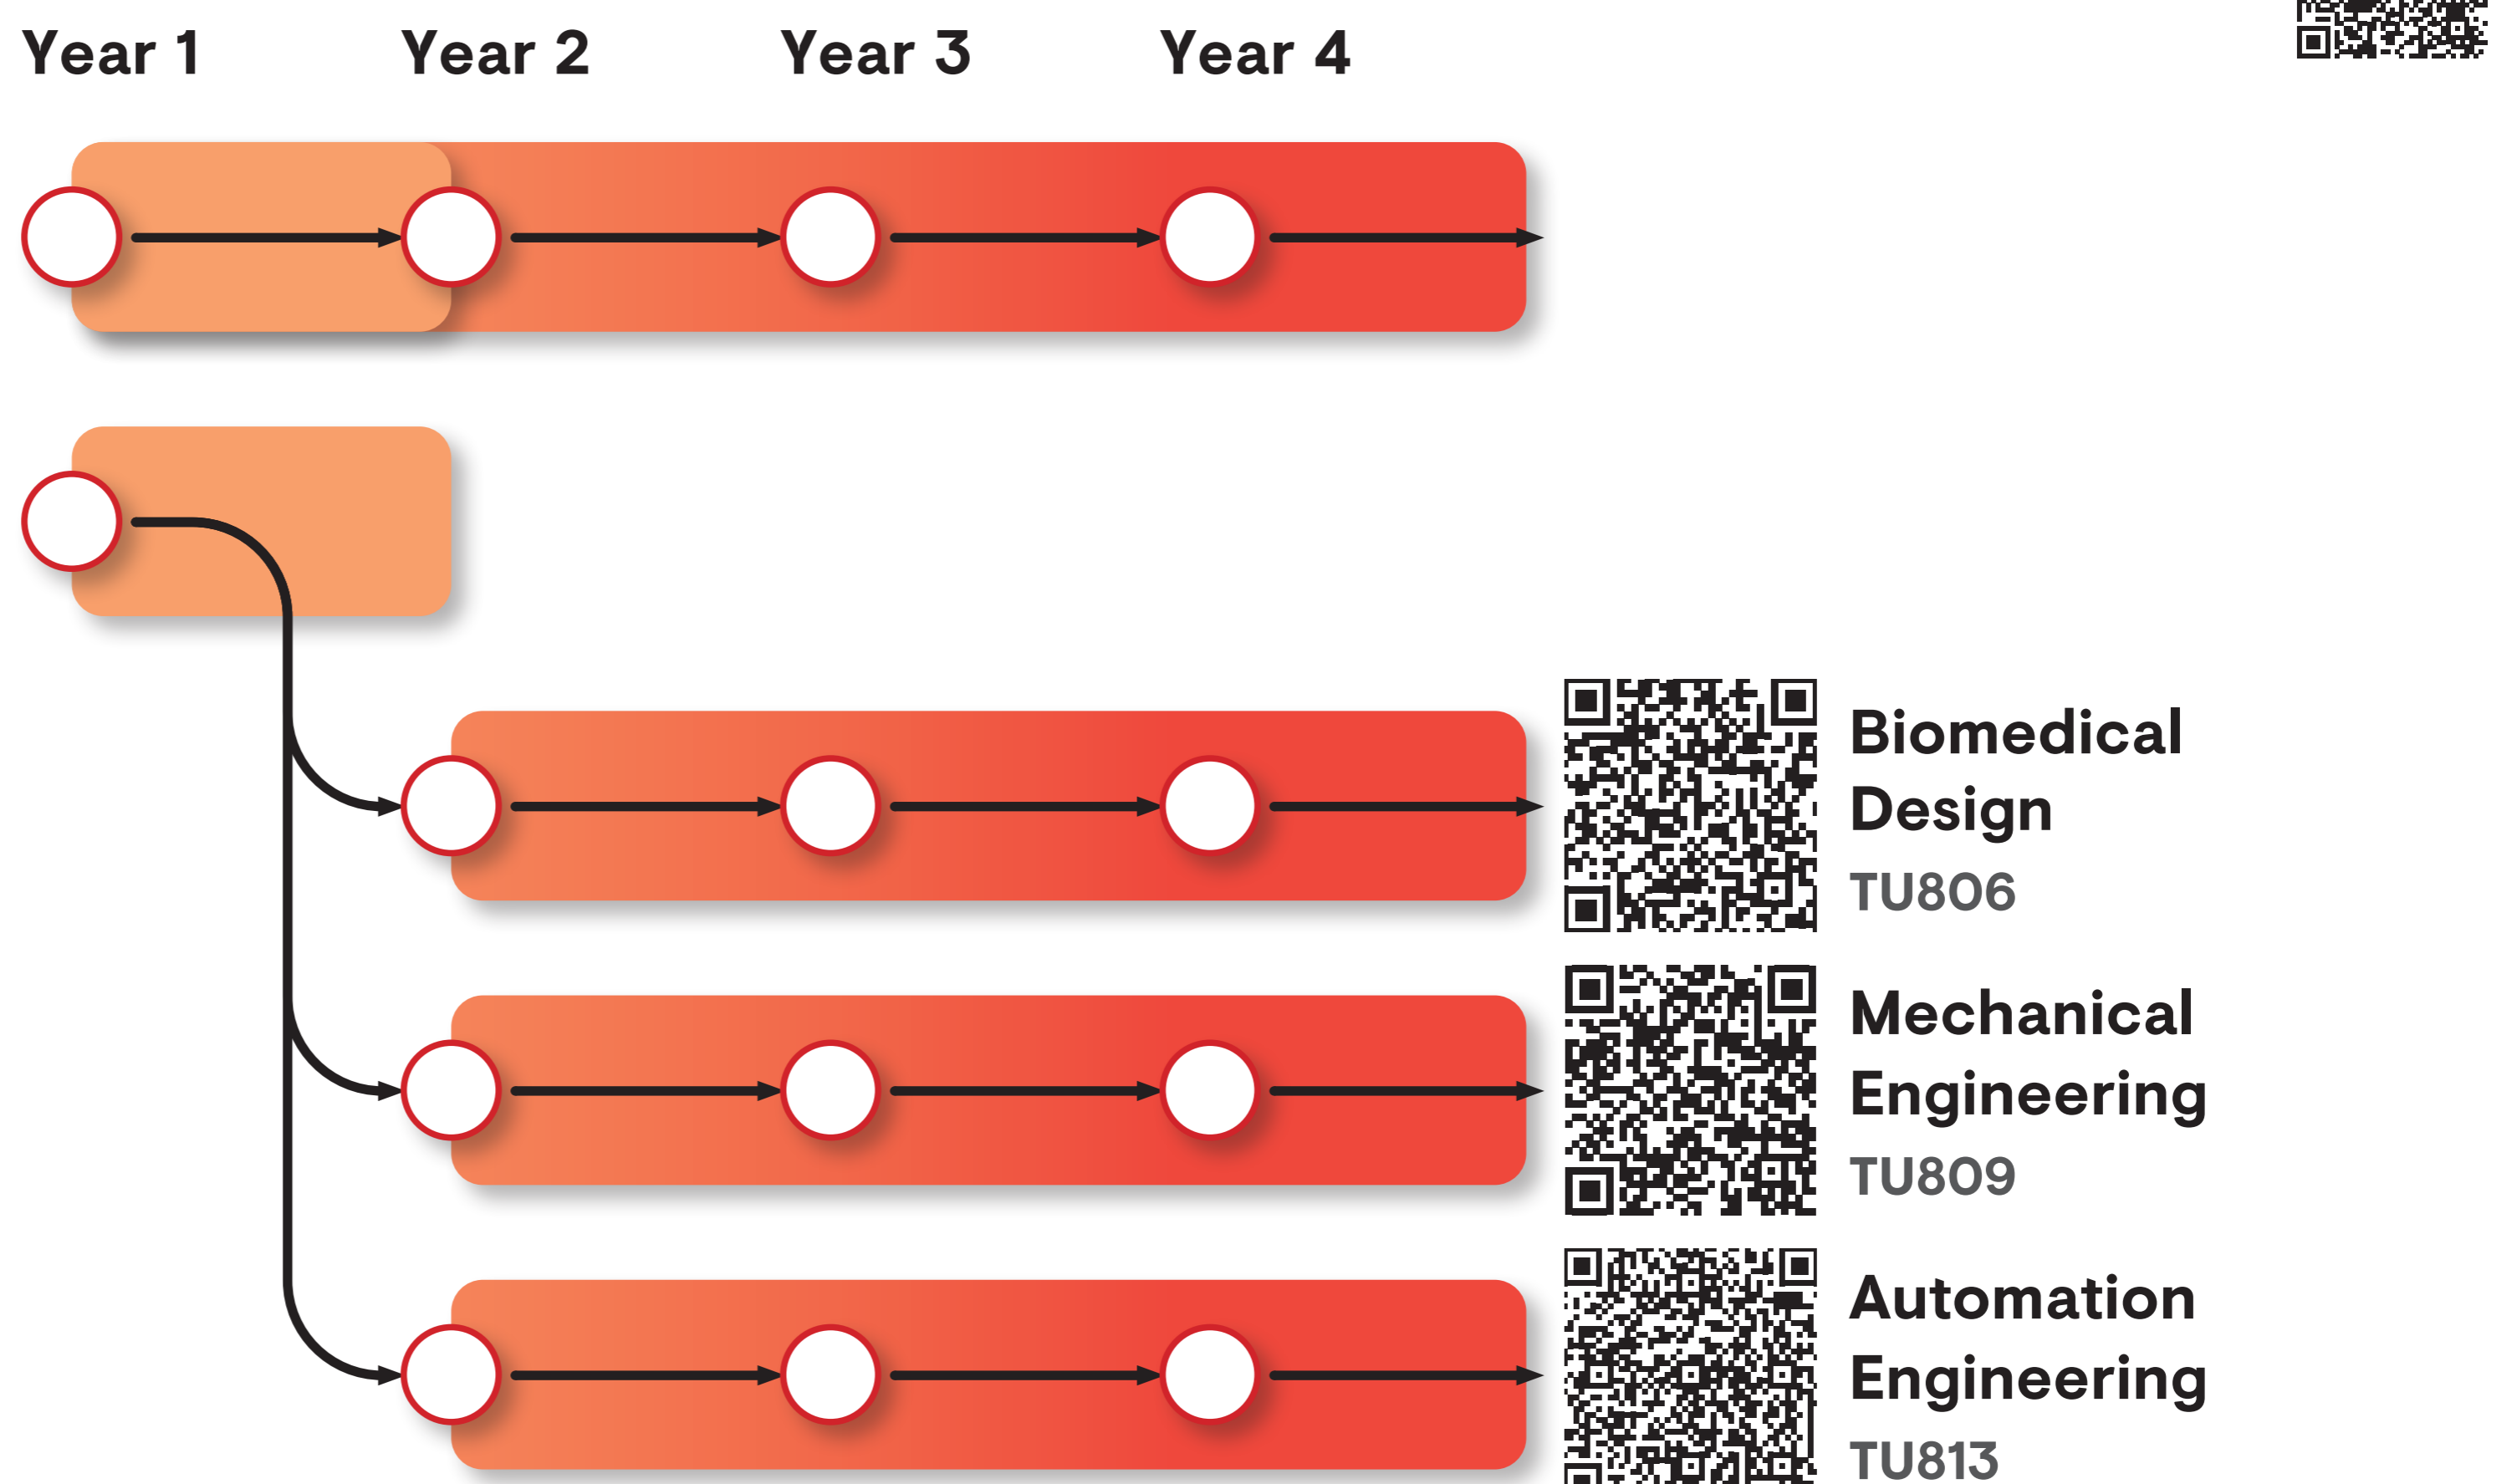 Year 1 Year 2 Year 3 Year 4
Biomedical
Design
TU806
Mechanical
Engineering
TU809
Automation
Engineering
TU813